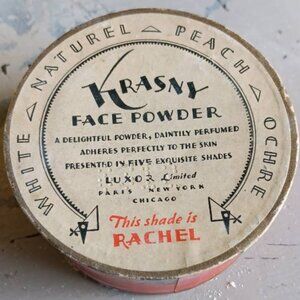 WHITE △ NATUREL △ PEACH △ OCHRE
KRASNY
FACE POWDER
A DELIGHTFUL POWDER, DAINTILY PERFUMED
ADHERES PERFECTLY TO THE SKIN
PRESENTED IN FIVE EXQUISITE SHADES
LUXOR Limited
PARIS NEW YORK
CHICAGO
This shade is
RACHEL